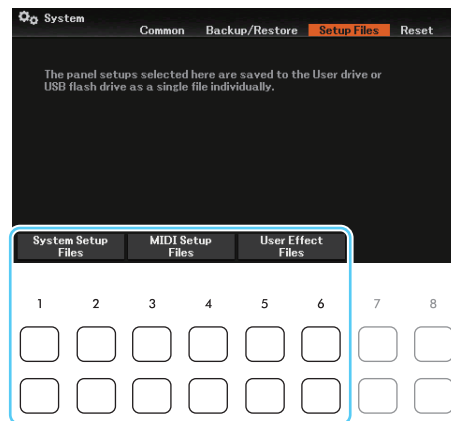 System
Common Backup/Restore Setup Files Reset
The panel setups selected here are saved to the User drive or
USB flash drive as a single file individually.
System Setup Files
MIDI Setup Files
User Effect Files
1 2 3 4 5 6 7 8